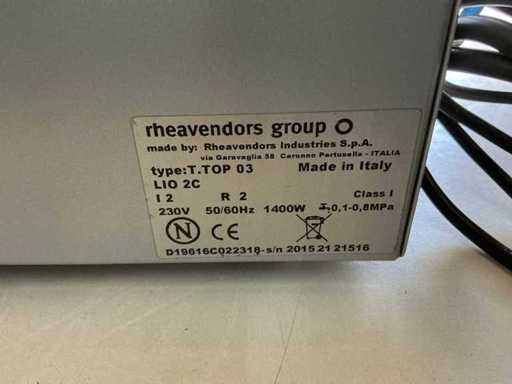 rheavendors group
made by: Rheavendors Industries S.p.A.
via Garavaglia 58 Caronno Pertusella - ITALIA
type:T.TOP 03 Made in Italy
LIO 2C
I 2 R 2 Class I
230V 50/60Hz 1400W 0,1-0,8MPa
N CE
D19616C022318-s/n 2015 21 21516